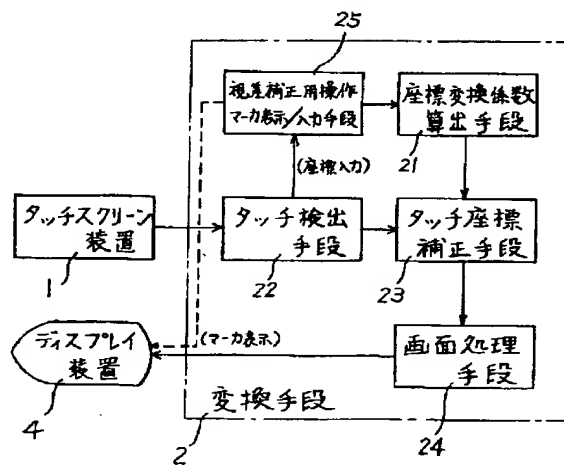 25
視差補正用操作
マーカ表示/入力手段
座標変換係数
算出手段
21
(座標入力)
タッチスクリーン
装置
1
タッチ検出
手段
22
タッチ座標
補正手段
23
ディスプレイ
装置
4
(マーカ表示)
画面処理
手段
24
変換手段
2